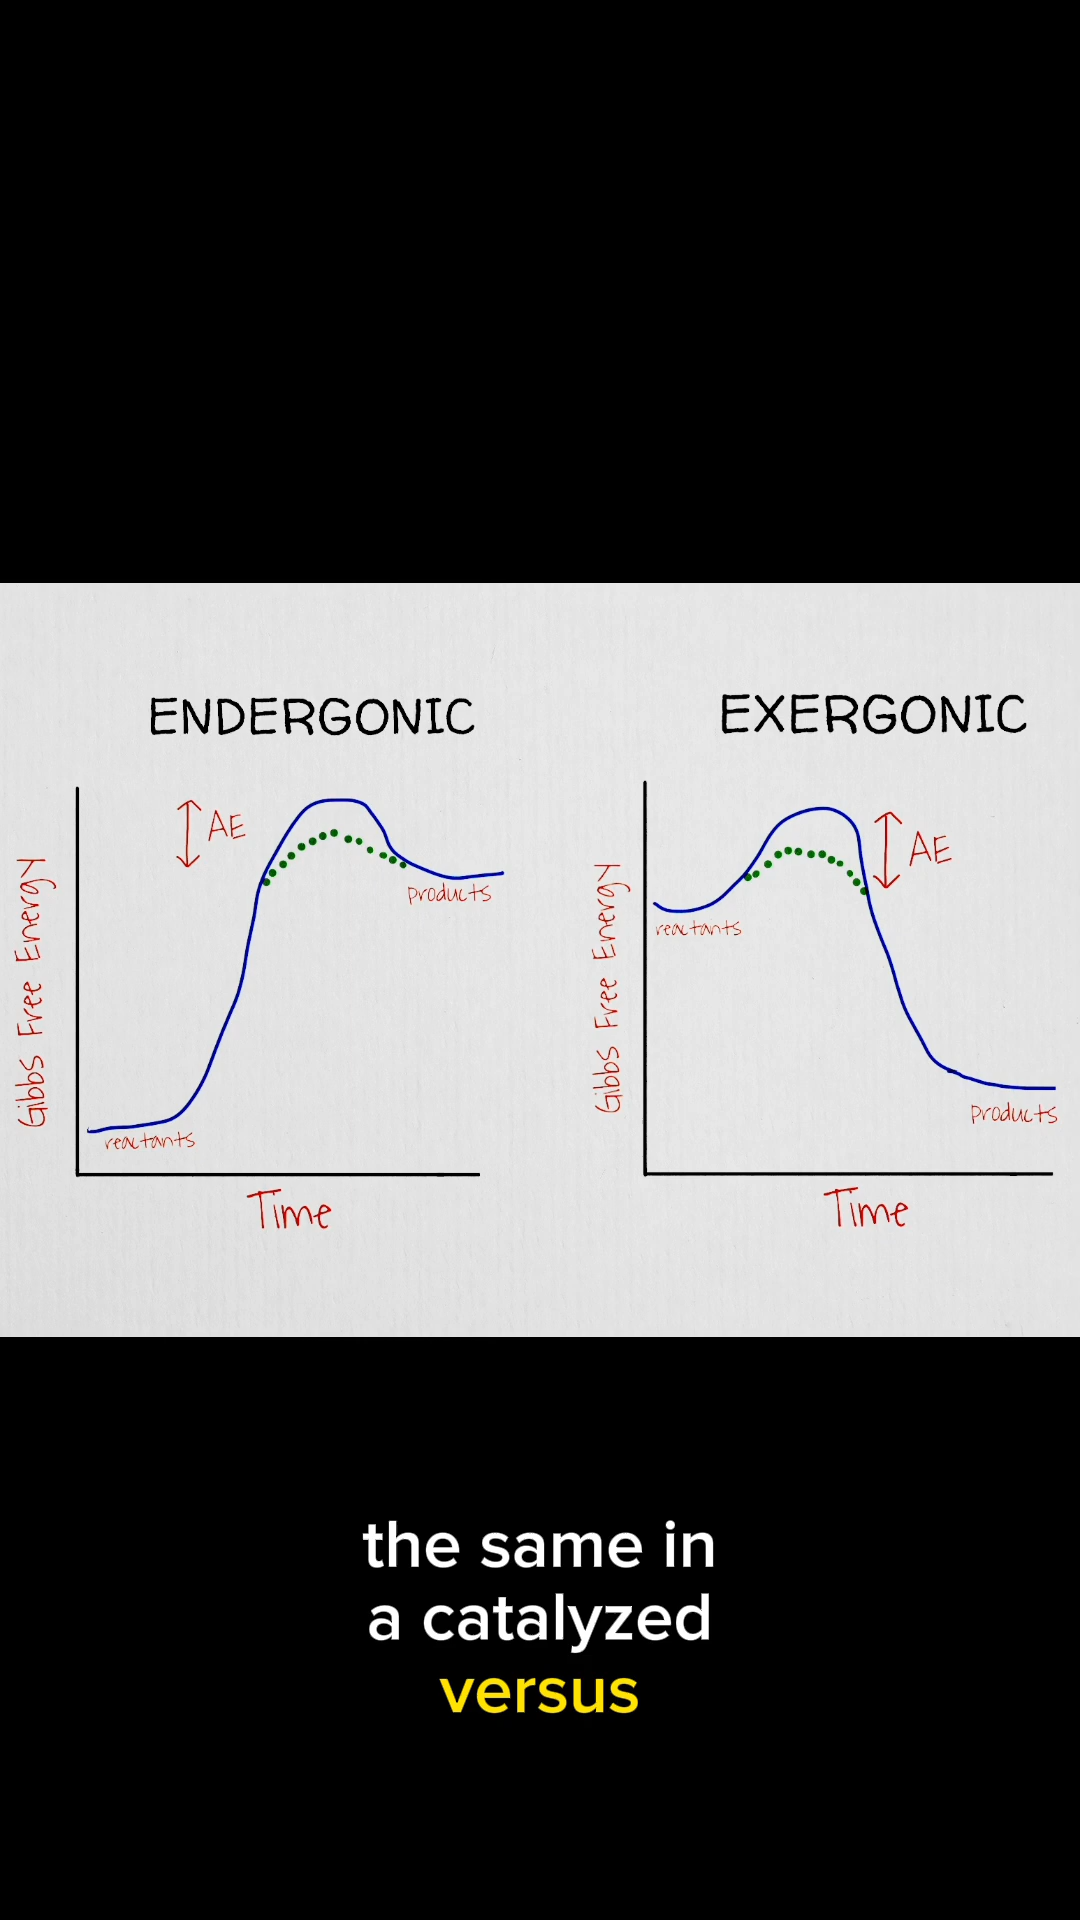 ENDERGONIC
AE
products
reactants
Gibbs Free Energy
Time
EXERGONIC
AE
reactants
products
Gibbs Free Energy
Time
the same in
a catalyzed
versus